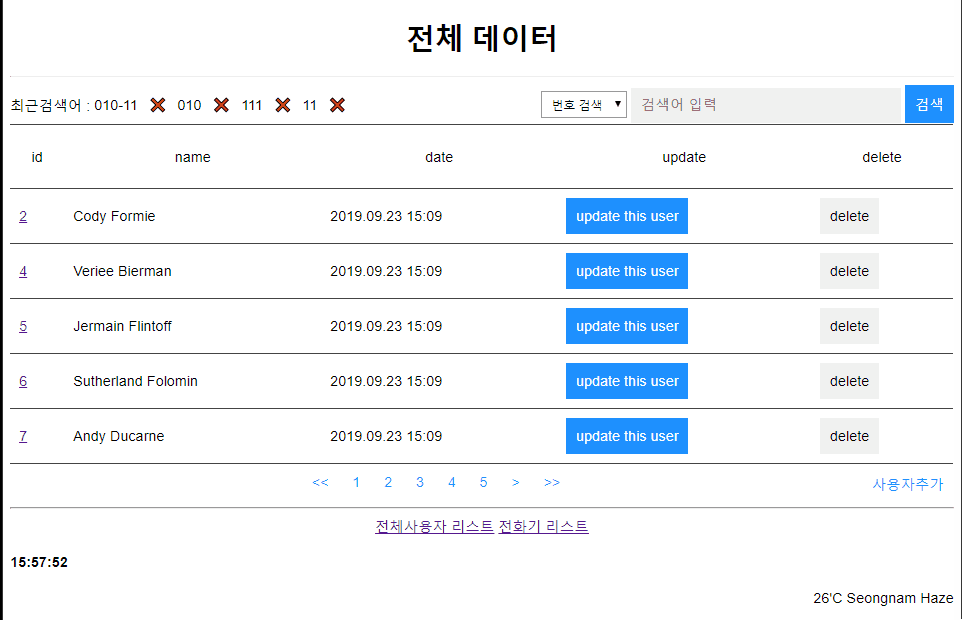 전체 데이터
최근검색어 : 010-11 ✖ 010 ✖ 111 ✖ 11 ✖ 번호 검색 ▼ 검색어 입력 검색
id name date update delete
2 Cody Formie 2019.09.23 15:09 update this user delete
4 Veriee Bierman 2019.09.23 15:09 update this user delete
5 Jermain Flintoff 2019.09.23 15:09 update this user delete
6 Sutherland Folomin 2019.09.23 15:09 update this user delete
7 Andy Ducarne 2019.09.23 15:09 update this user delete
<< 1 2 3 4 5 > >> 사용자추가
전체사용자 리스트 전화기 리스트
15:57:52
26'C Seongnam Haze